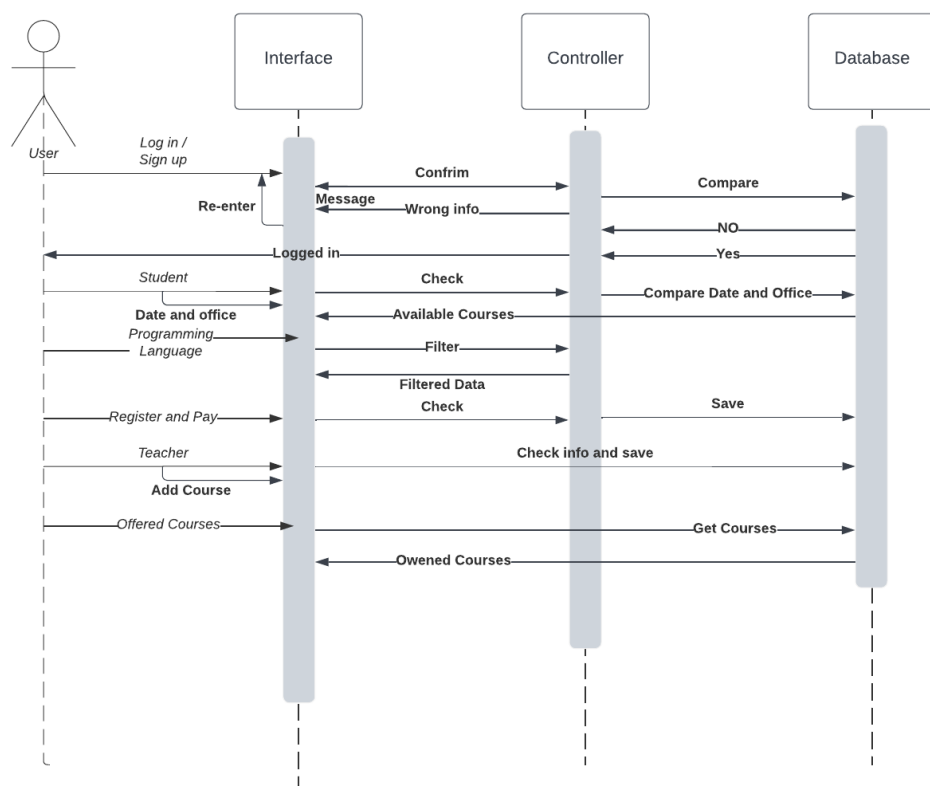 Interface
Controller
Database
User
Log in /
Sign up
Confrim
Compare
Message
Re-enter
Wrong info
NO
Logged in
Yes
Student
Check
Compare Date and Office
Date and office
Available Courses
Programming
Language
Filter
Filtered Data
Check
Save
Register and Pay
Teacher
Check info and save
Add Course
Offered Courses
Get Courses
Owened Courses